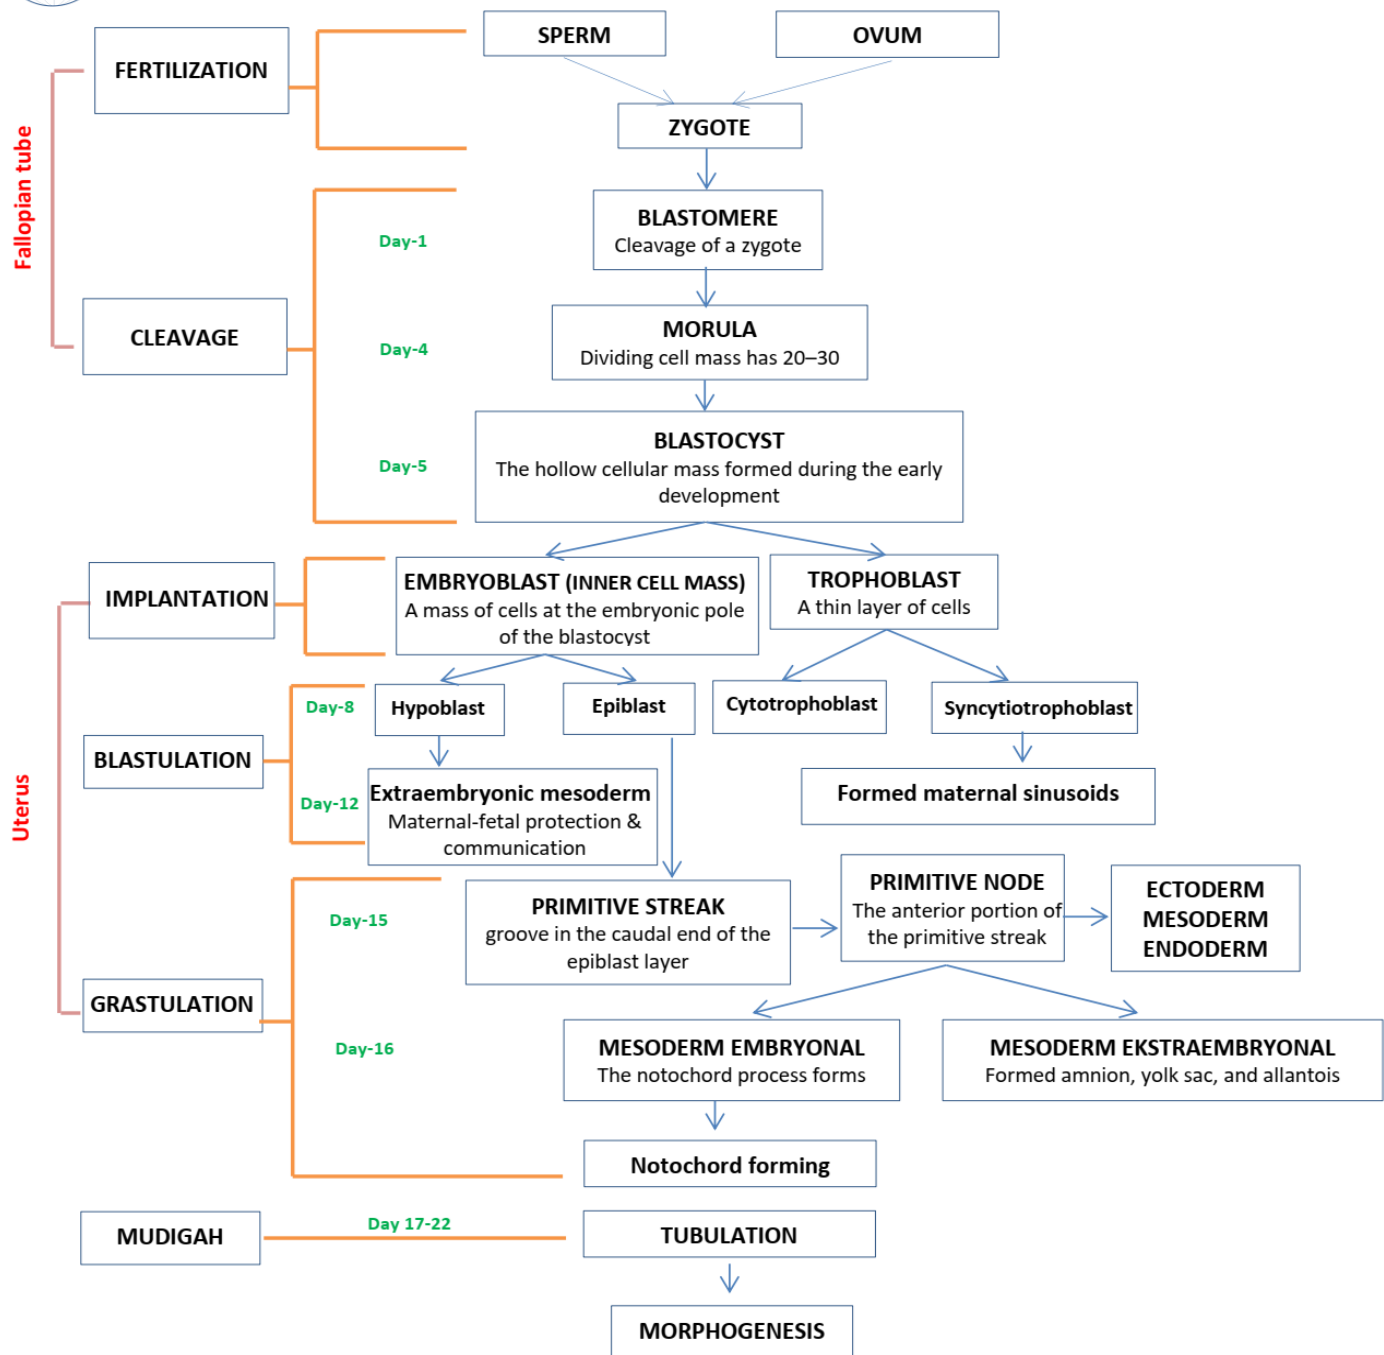 SPERM
OVUM
FERTILIZATION
ZYGOTE
Fallopian tube
BLASTOMERE
Cleavage of a zygote
Day-1
CLEAVAGE
MORULA
Dividing cell mass has 20–30
Day-4
BLASTOCYST
The hollow cellular mass formed during the early
development
Day-5
IMPLANTATION
EMBRYOBLAST (INNER CELL MASS)
A mass of cells at the embryonic pole
of the blastocyst
TROPHOBLAST
A thin layer of cells
Uterus
BLASTULATION
Day-8
Hypoblast
Epiblast
Cytotrophoblast
Syncytiotrophoblast
Day-12
Extraembryonic mesoderm
Maternal-fetal protection &
communication
Formed maternal sinusoids
GRASTULATION
Day-15
PRIMITIVE STREAK
groove in the caudal end of the
epiblast layer
PRIMITIVE NODE
The anterior portion of
the primitive streak
ECTODERM
MESODERM
ENDODERM
Day-16
MESODERM EMBRYONAL
The notochord process forms
MESODERM EKSTRAEMBRYONAL
Formed amnion, yolk sac, and allantois
Notochord forming
MUDIGAH
Day 17-22
TUBULATION
MORPHOGENESIS